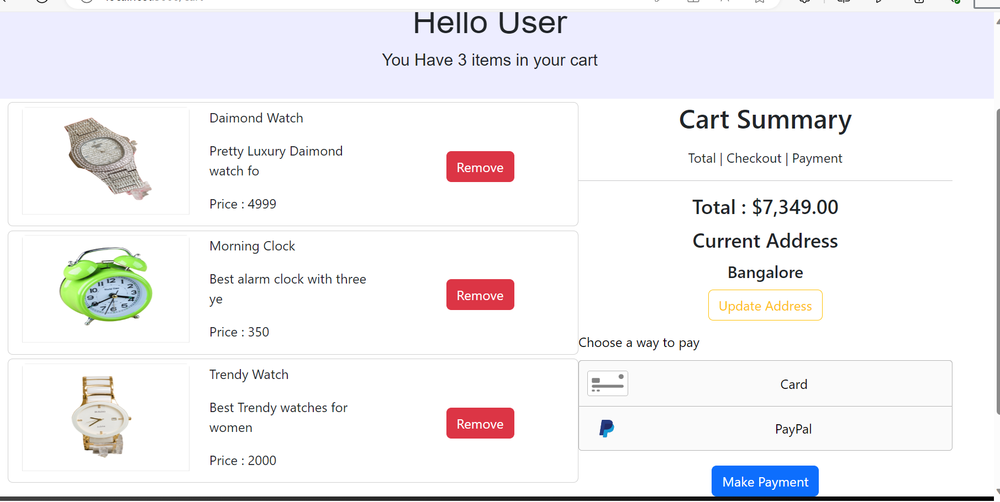 Hello User
You Have 3 items in your cart
Daimond Watch
Pretty Luxury Daimond
watch fo
Price : 4999
Remove
Morning Clock
Best alarm clock with three
ye
Price : 350
Remove
Trendy Watch
Best Trendy watches for
women
Price : 2000
Remove
Cart Summary
Total | Checkout | Payment
Total : $7,349.00
Current Address
Bangalore
Update Address
Choose a way to pay
Card
PayPal
Make Payment